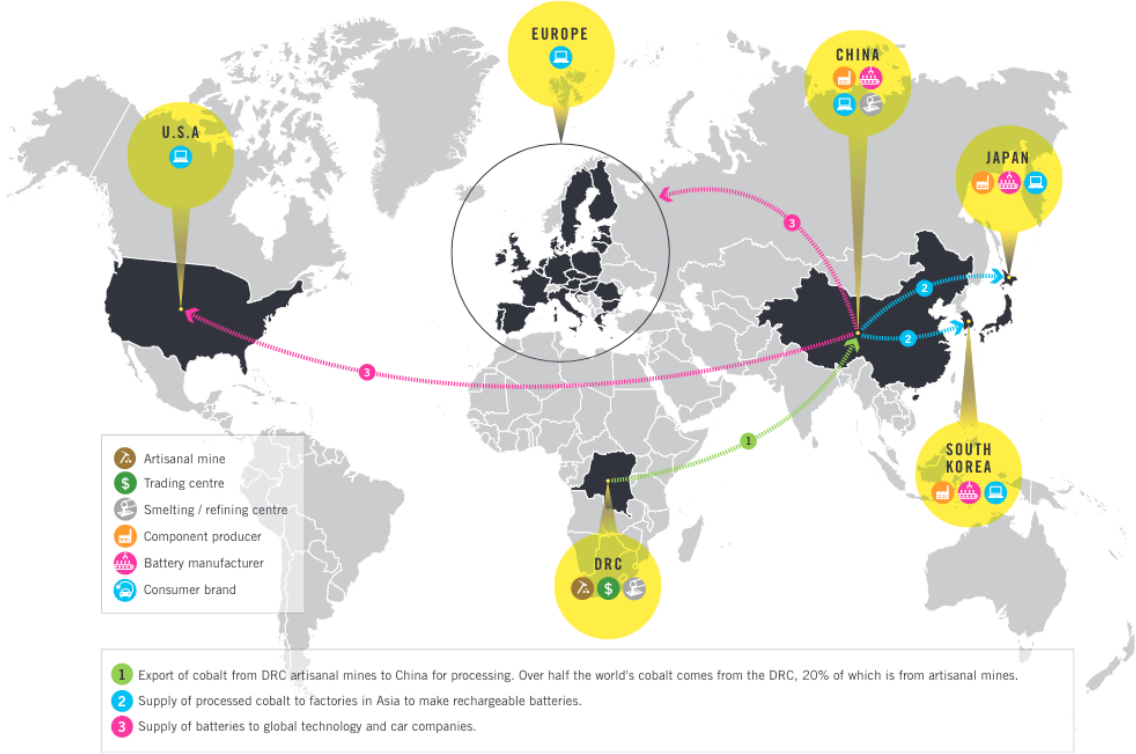 EUROPE
CHINA
U.S.A
JAPAN
3
2
2
3
1
SOUTH
KOREA
DRC
$
Artisanal mine
$ Trading centre
Smelting / refining centre
Component producer
Battery manufacturer
Consumer brand
1 Export of cobalt from DRC artisanal mines to China for processing. Over half the world's cobalt comes from the DRC, 20% of which is from artisanal mines.
2 Supply of processed cobalt to factories in Asia to make rechargeable batteries.
3 Supply of batteries to global technology and car companies.